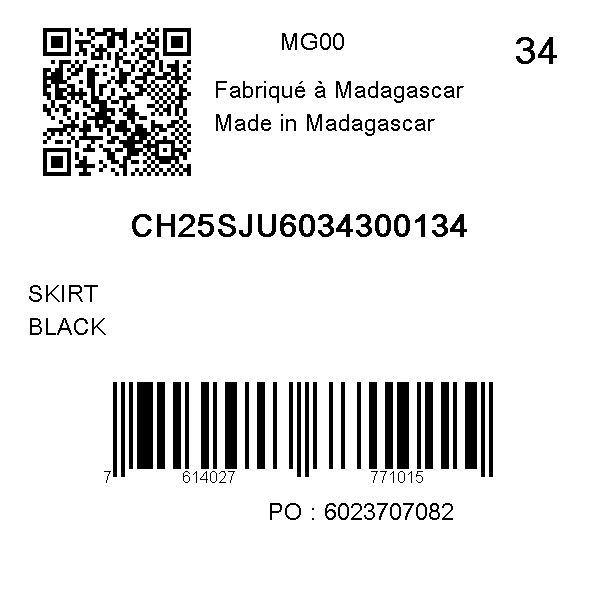 MG00
34
Fabriqué à Madagascar
Made in Madagascar
CH25SJU6034300134
SKIRT
BLACK
7 614027 771015
PO : 6023707082